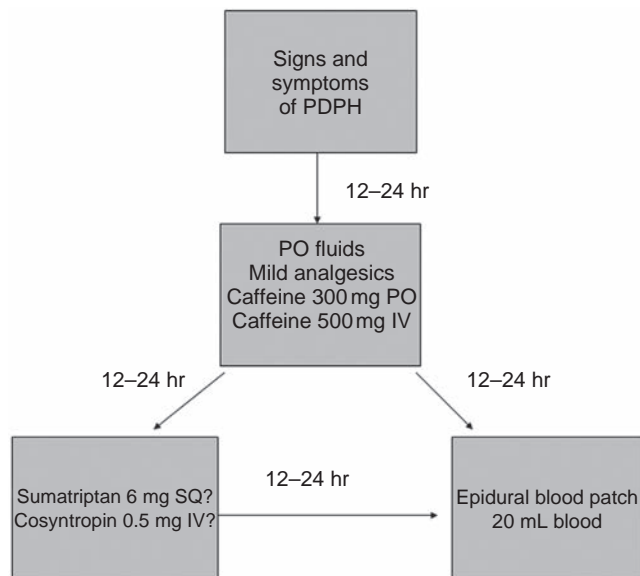 Signs and
symptoms
of PDPH
12–24 hr
PO fluids
Mild analgesics
Caffeine 300 mg PO
Caffeine 500 mg IV
12–24 hr
12–24 hr
Sumatriptan 6 mg SQ?
Cosyntropin 0.5 mg IV?
12–24 hr
Epidural blood patch
20 mL blood